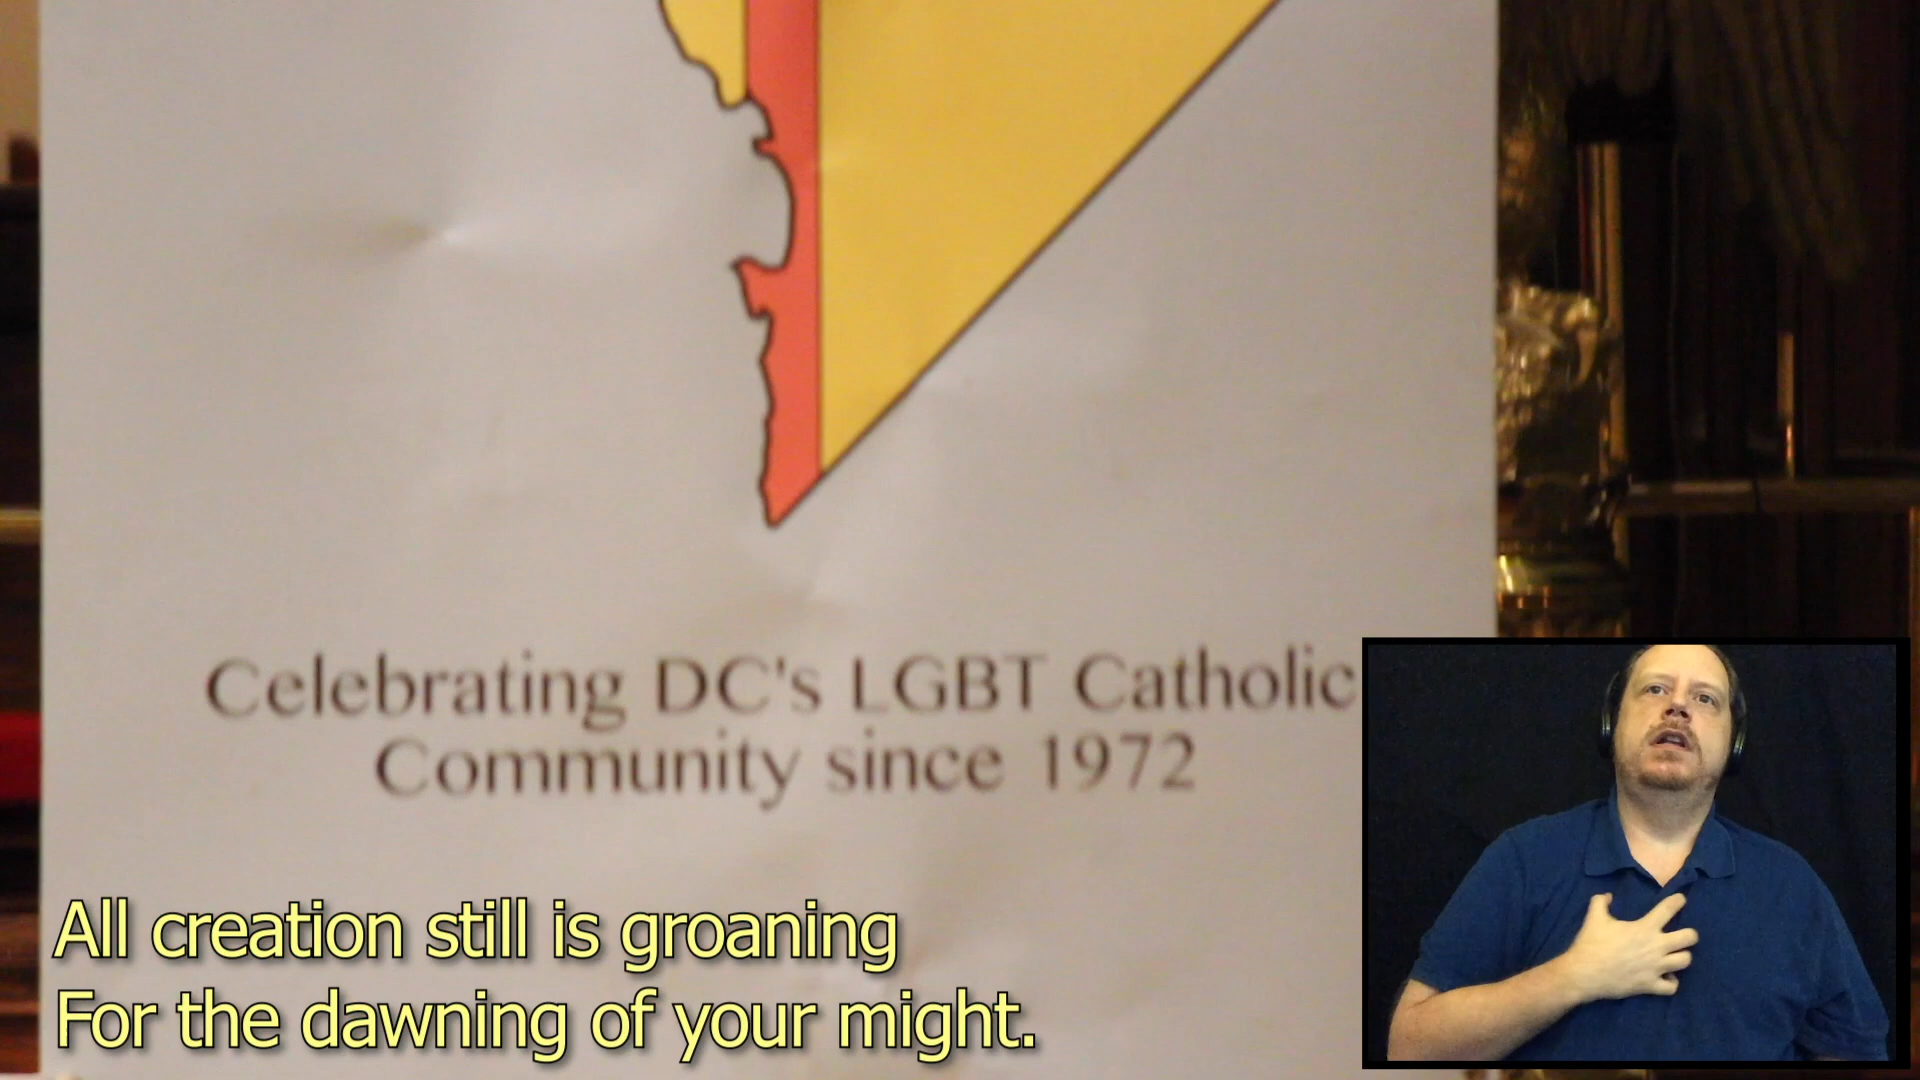 Celebrating DC's LGBT Catholic
Community since 1972
All creation still is groaning
For the dawning of your might.